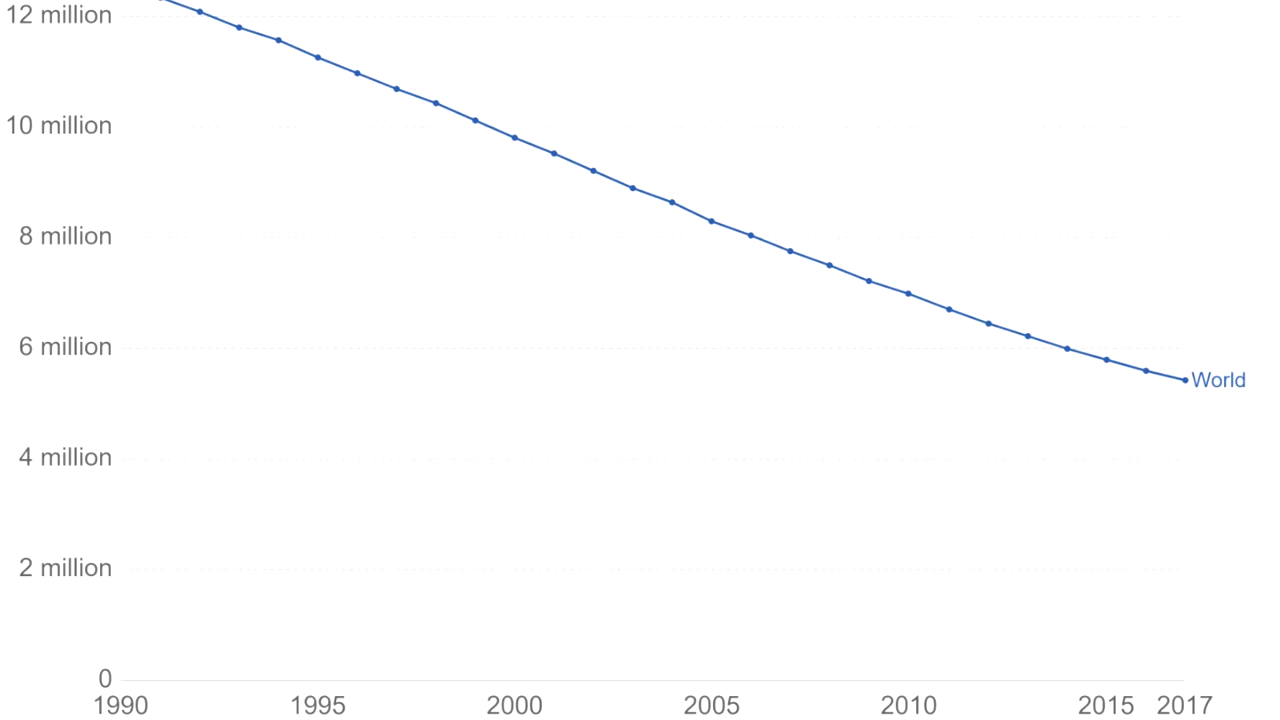 12 million
10 million
8 million
6 million
World
4 million
2 million
0
1990 1995 2000 2005 2010 2015 2017